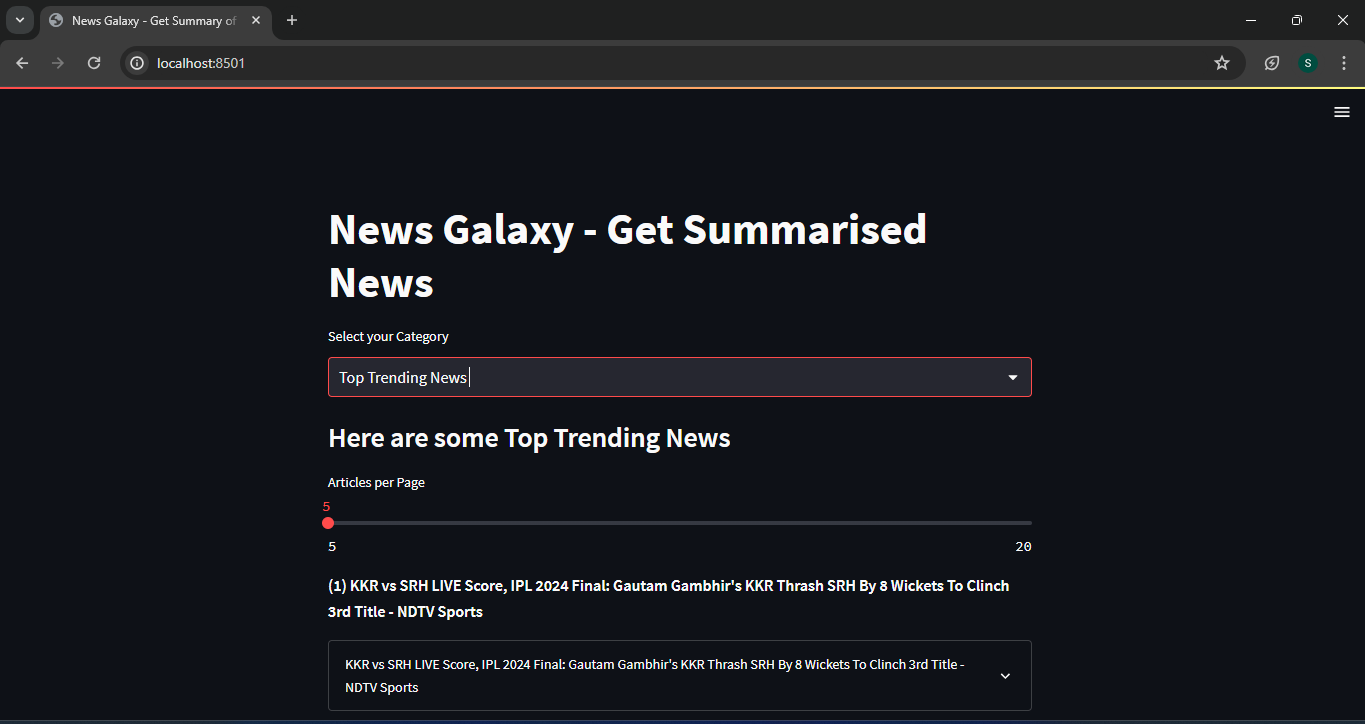 News Galaxy - Get Summary of
localhost:8501
S
News Galaxy - Get Summarised
News
Select your Category
Top Trending News
Here are some Top Trending News
Articles per Page
5
5
20
(1) KKR vs SRH LIVE Score, IPL 2024 Final: Gautam Gambhir's KKR Thrash SRH By 8 Wickets To Clinch
3rd Title - NDTV Sports
KKR vs SRH LIVE Score, IPL 2024 Final: Gautam Gambhir's KKR Thrash SRH By 8 Wickets To Clinch 3rd Title -
NDTV Sports